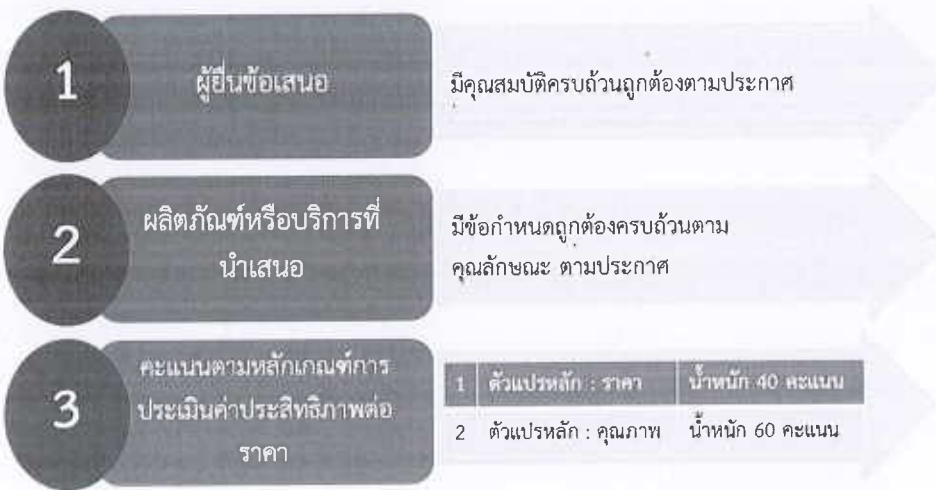 1
ผู้ยื่นข้อเสนอ
มีคุณสมบัติครบถ้วนถูกต้องตามประกาศ
2
ผลิตภัณฑ์หรือบริการที่
นำเสนอ
มีข้อกำหนดถูกต้องครบถ้วนตาม
คุณลักษณะ ตามประกาศ
3
คะแนนตามหลักเกณฑ์การ
ประเมินค่าประสิทธิภาพต่อ
ราคา
1 ตัวแปรหลัก : ราคา น้ำหนัก 40 คะแนน
2 ตัวแปรหลัก : คุณภาพ น้ำหนัก 60 คะแนน